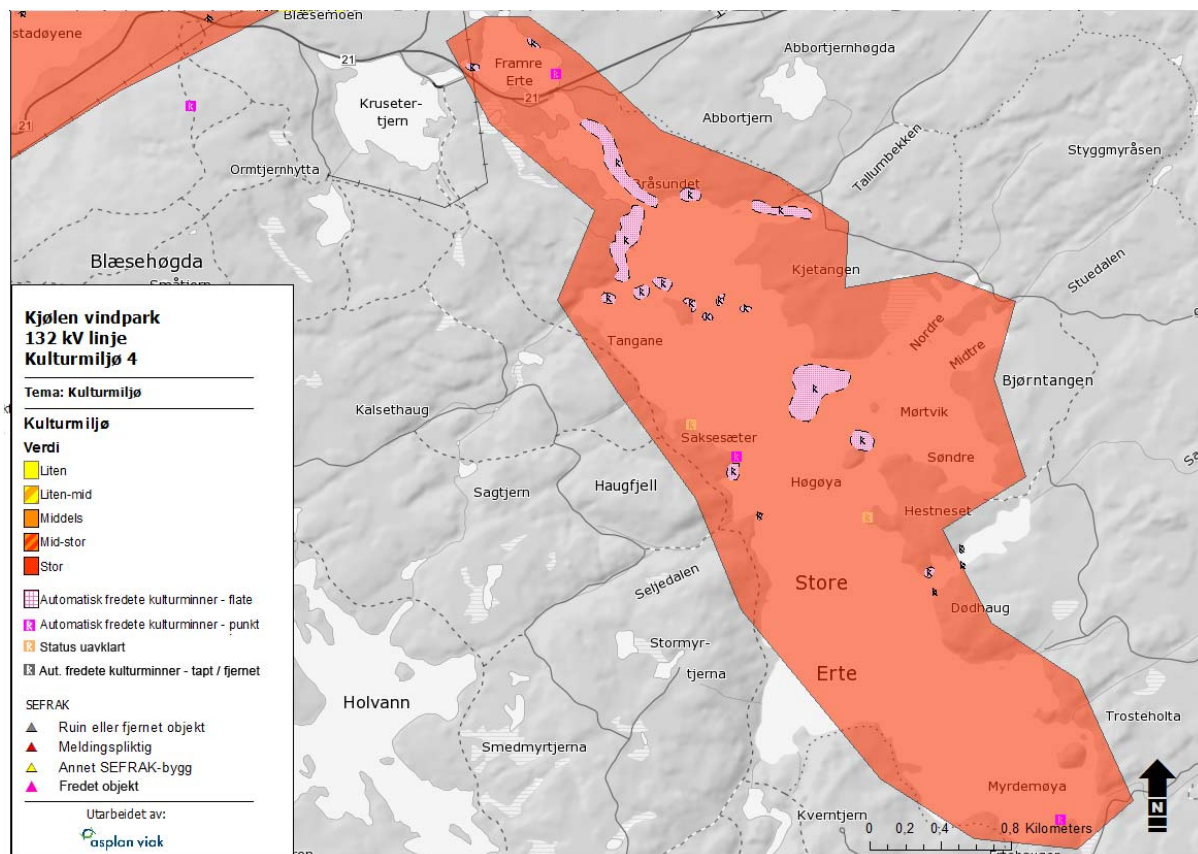 Blæsemoen
stadøyene
21
Framre
Erte
21
Abbortjernhøgda
Kruseter-
tjern
Abbortjern
21
Styggmyråsen
Ormtjernhytta
Tallumbekken
Blæsehøgda
Kjetangen
Stuedalen
Kjølen vindpark
132 kV linje
Kulturmiljø 4
Tema: Kulturmiljø
Kulturmiljø
Verdi
Liten
Liten-mid
Middels
Mid-stor
Stor
Automatisk fredete kulturminner - flate
Automatisk fredete kulturminner - punkt
Status uavklart
Aut. fredete kulturminner - tapt / fjernet
SEFRAK
Ruin eller fjernet objekt
Meldingspliktig
Annet SEFRAK-bygg
Fredet objekt
Utarbeidet av:
asplan viak
Nordre
Tangane
Midtre
Bjørntangen
Kalsethaug
Mørtvik
Saksesæter
Søndre
Sagtjern
Haugfjell
Høgøya
Hestneset
Seljedalen
Store
Dødhaug
Stormyr-
tjerna
Erte
Holvann
Trosteholta
Smedmyrtjerna
Myrdemøya
Kverntjern
N
0 0,2 0,4 0,8 Kilometers